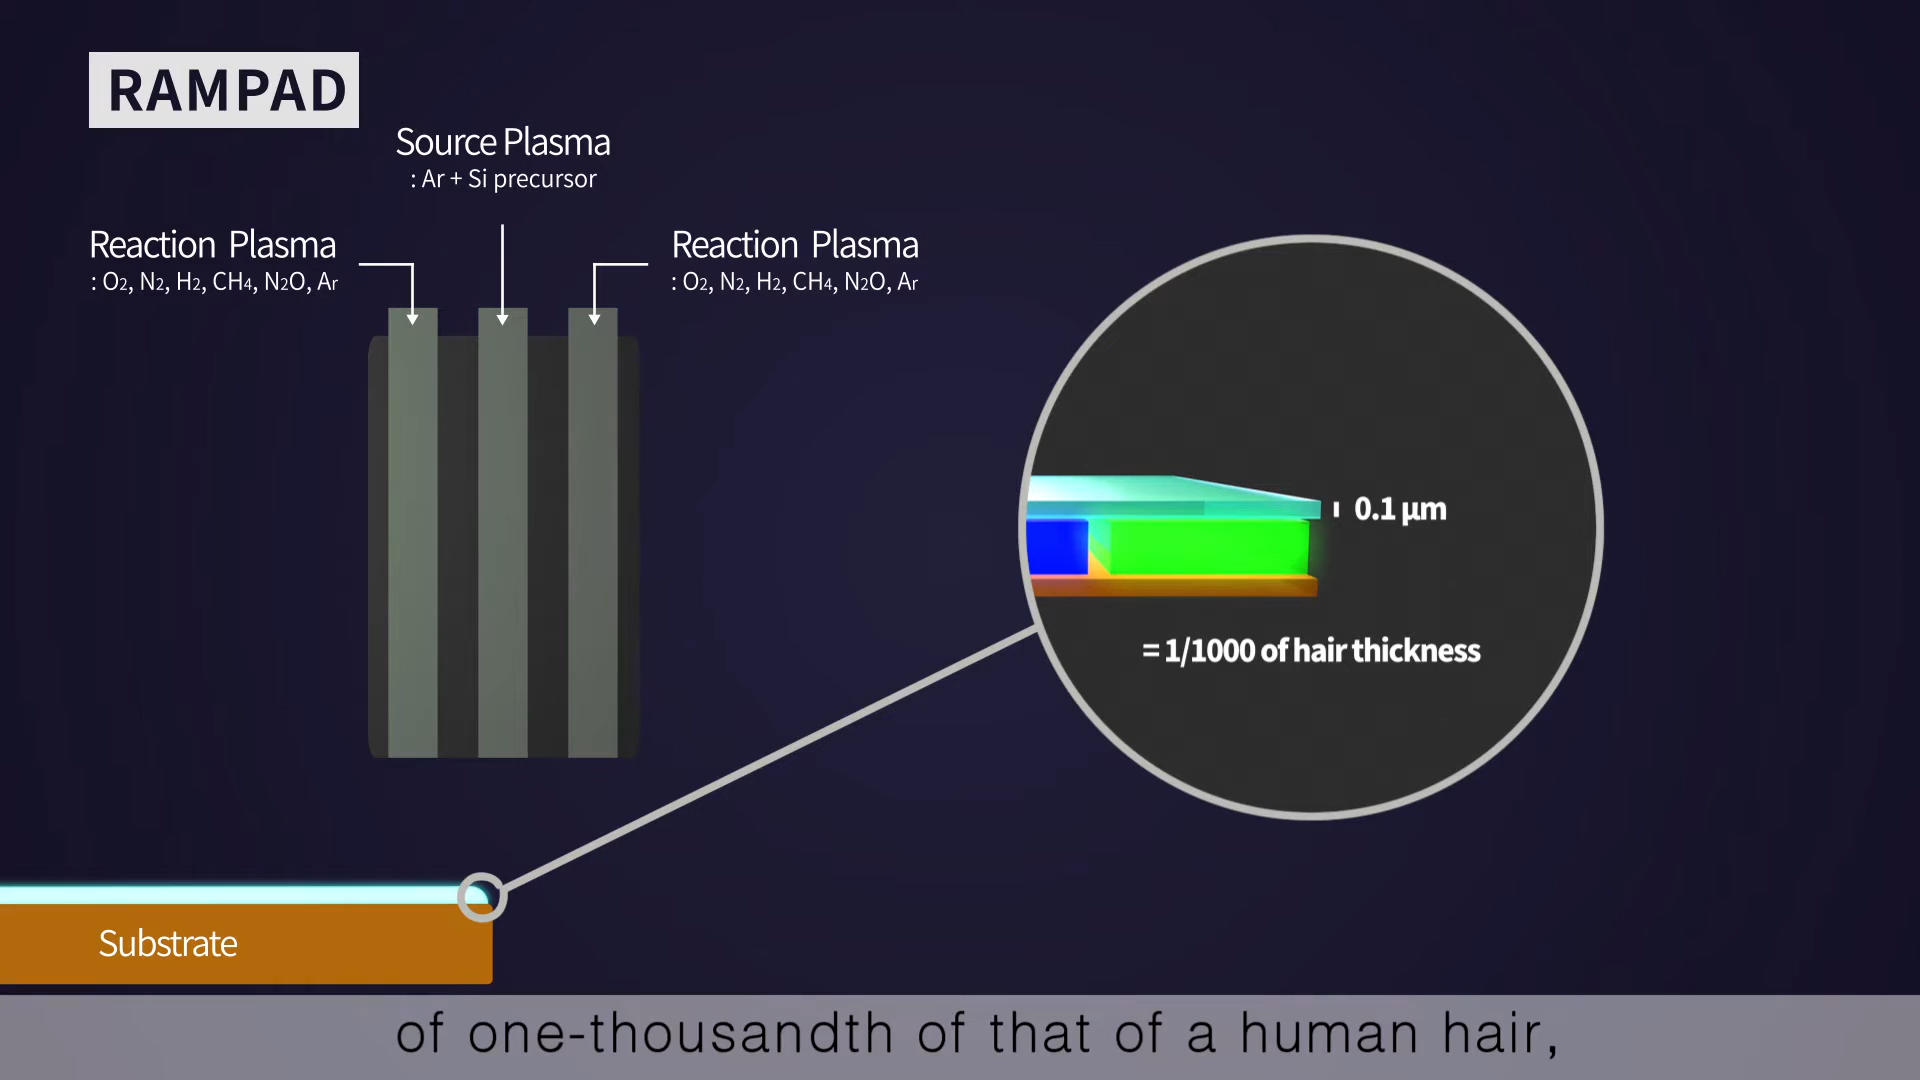 RAMPAD
Source Plasma
: Ar + Si precursor
Reaction Plasma
: O2, N2, H2, CH4, N2O, Ar
Reaction Plasma
: O2, N2, H2, CH4, N2O, Ar
0.1 μm
= 1/1000 of hair thickness
Substrate
of one-thousandth of that of a human hair,